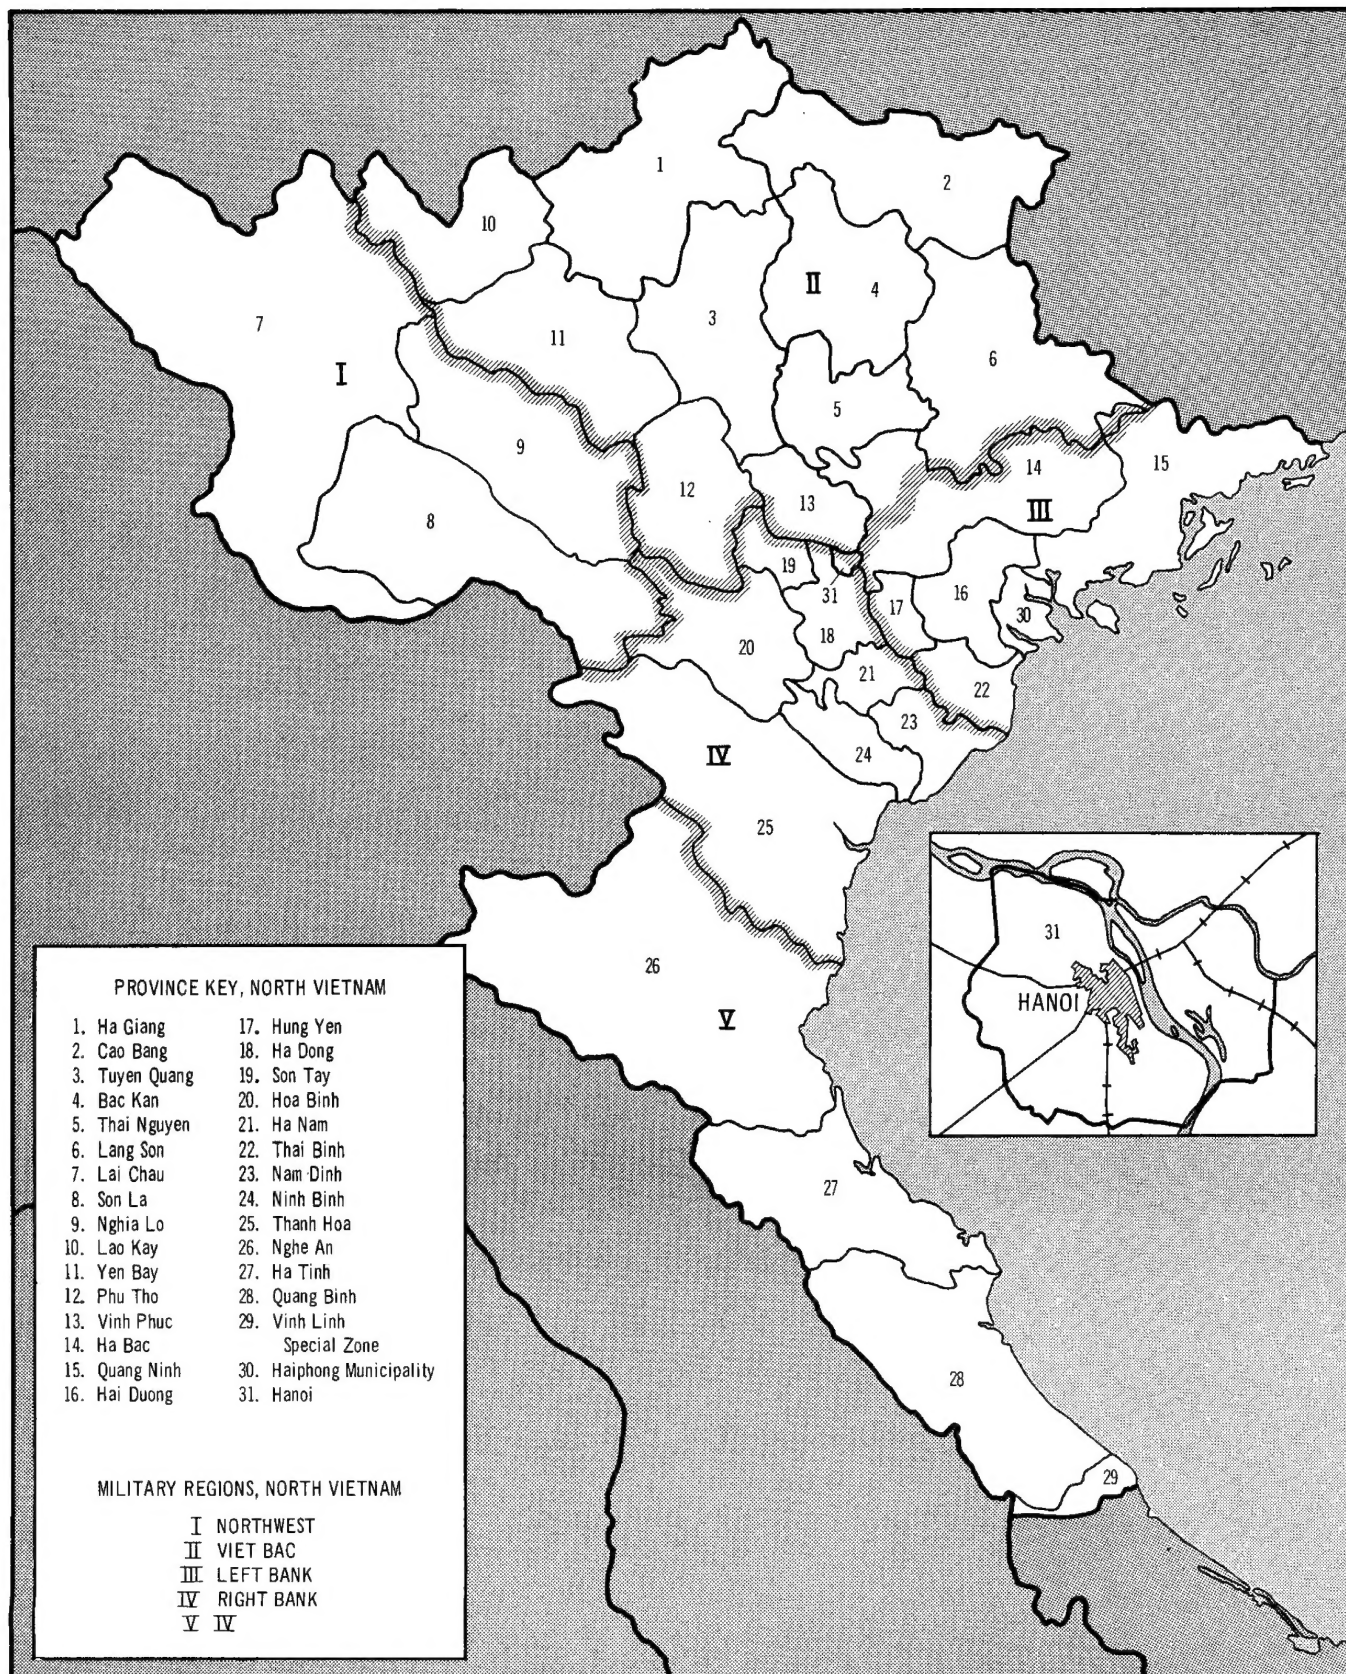 1
2
10
7
II
4
3
11
6
I
5
9
14
15
12
13
III
8
19
16
31
17
30
18
20
21
22
23
IV
24
25
31
26
HANOI
V
27
28
29
PROVINCE KEY, NORTH VIETNAM
1. Ha Giang
2. Cao Bang
3. Tuyen Quang
4. Bac Kan
5. Thai Nguyen
6. Lang Son
7. Lai Chau
8. Son La
9. Nghia Lo
10. Lao Kay
11. Yen Bay
12. Phu Tho
13. Vinh Phuc
14. Ha Bac
15. Quang Ninh
16. Hai Duong
17. Hung Yen
18. Ha Dong
19. Son Tay
20. Hoa Binh
21. Ha Nam
22. Thai Binh
23. Nam Dinh
24. Ninh Binh
25. Thanh Hoa
26. Nghe An
27. Ha Tinh
28. Quang Binh
29. Vinh Linh
Special Zone
30. Haiphong Municipality
31. Hanoi
MILITARY REGIONS, NORTH VIETNAM
I NORTHWEST
II VIET BAC
III LEFT BANK
IV RIGHT BANK
V IV